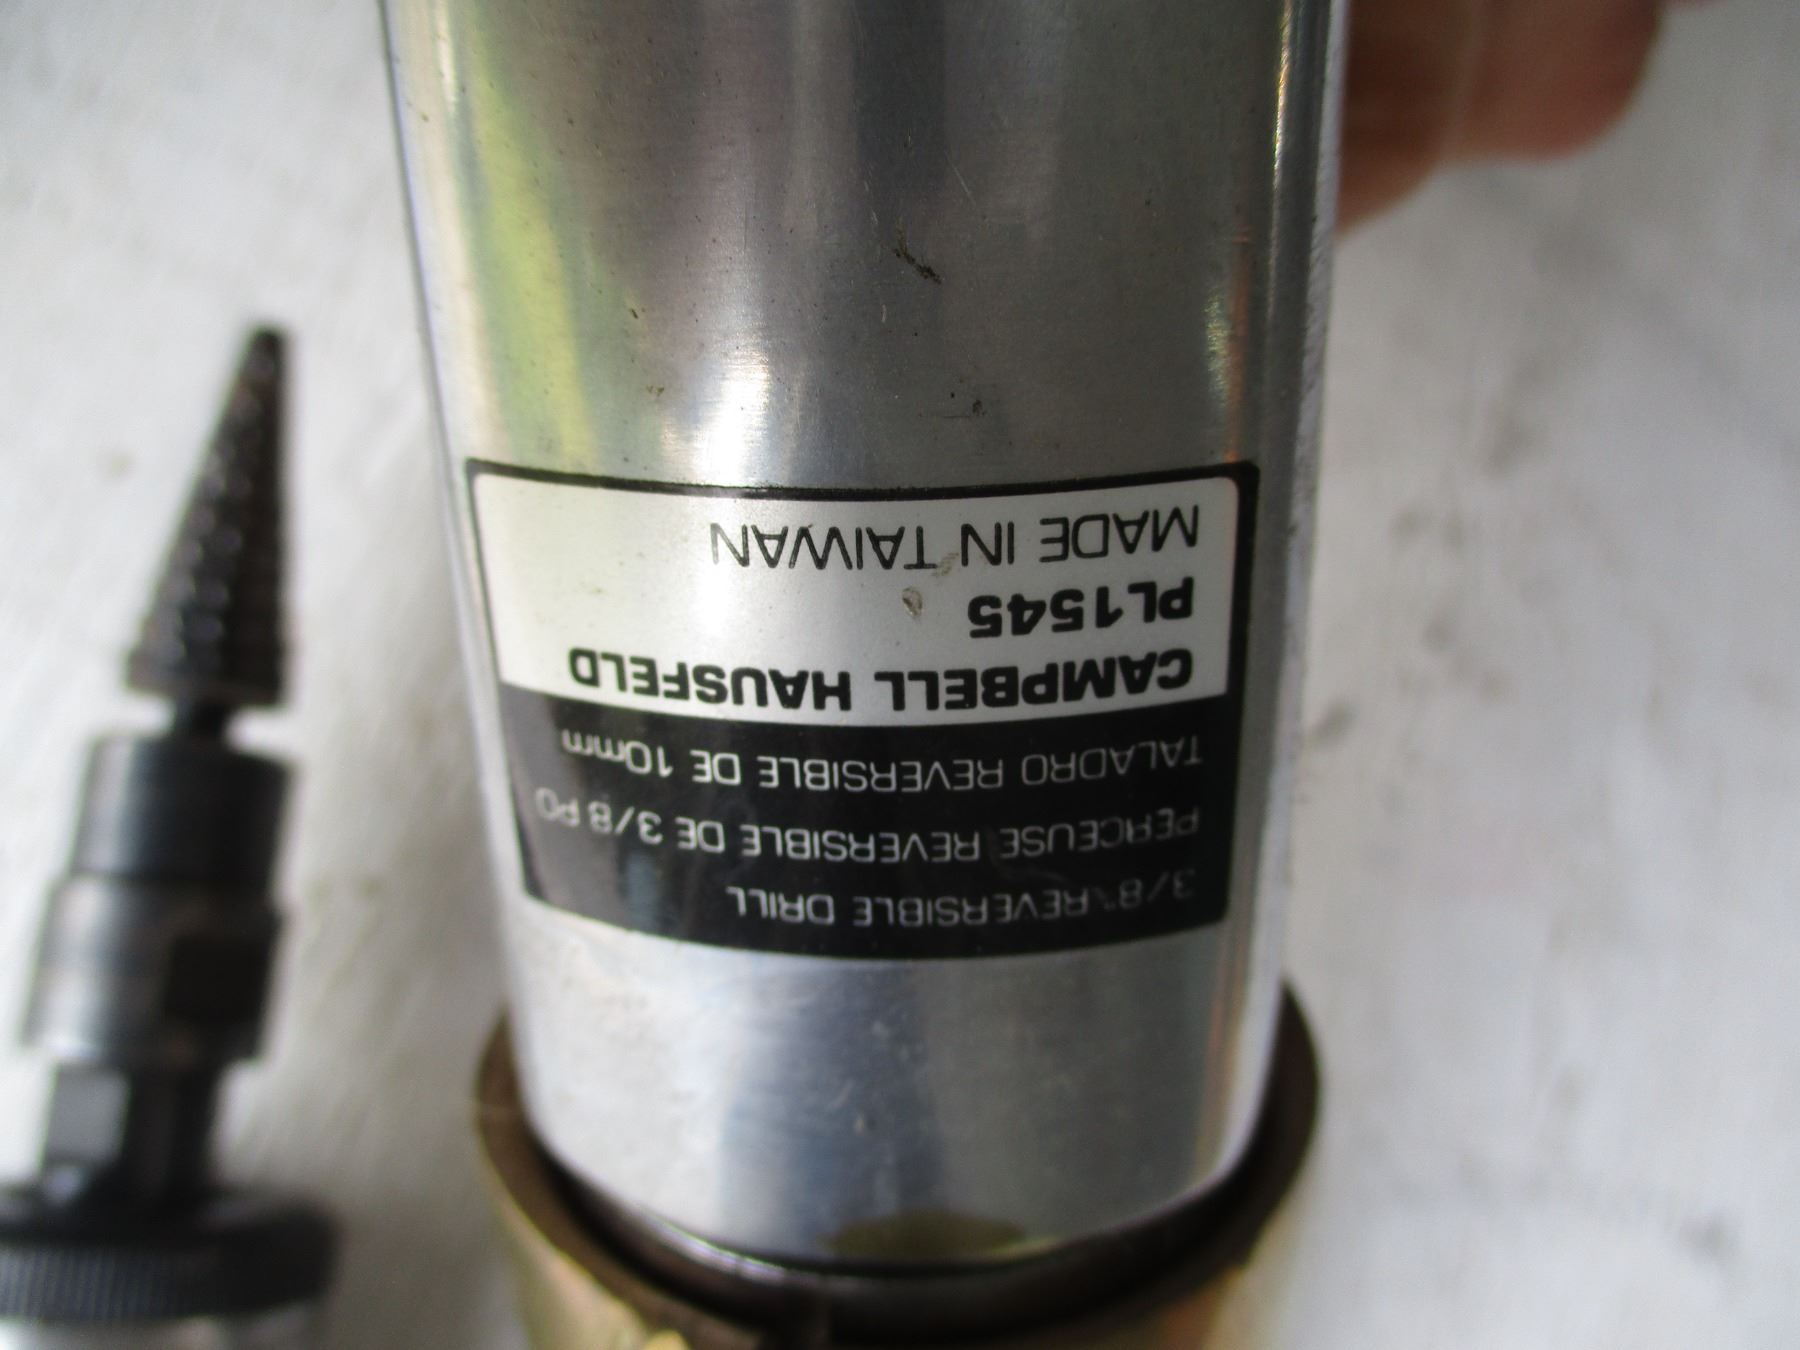 3/8" REVERSIBLE DRILL
PERCEUSE REVERSIBLE DE 3/8 PO
TALADRO REVERSIBLE DE 10mm
CAMPBELL HAUSFELD
PL1545
MADE IN TAIWAN